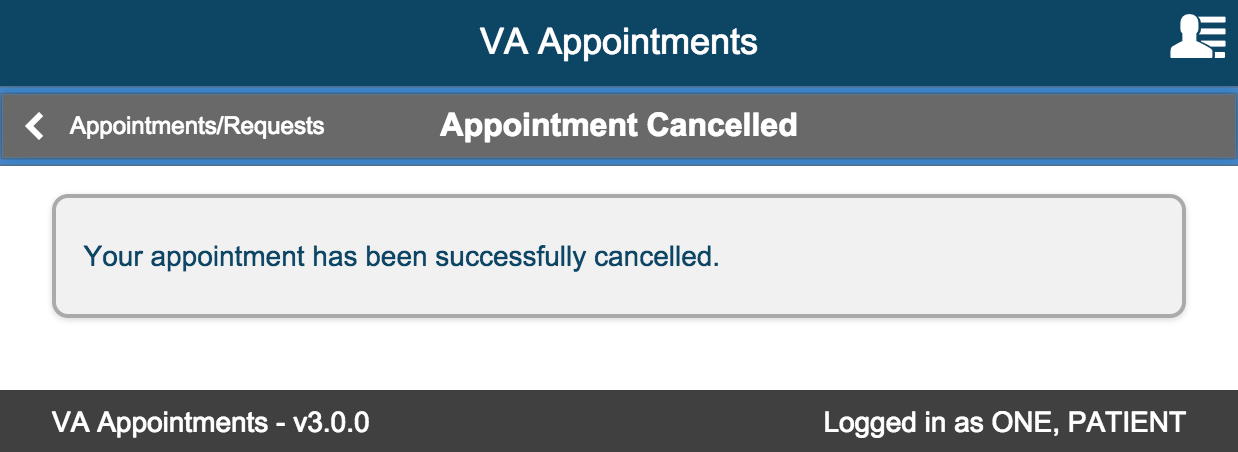 VA Appointments
Appointments/Requests
Appointment Cancelled
Your appointment has been successfully cancelled.
VA Appointments - v3.0.0
Logged in as ONE, PATIENT